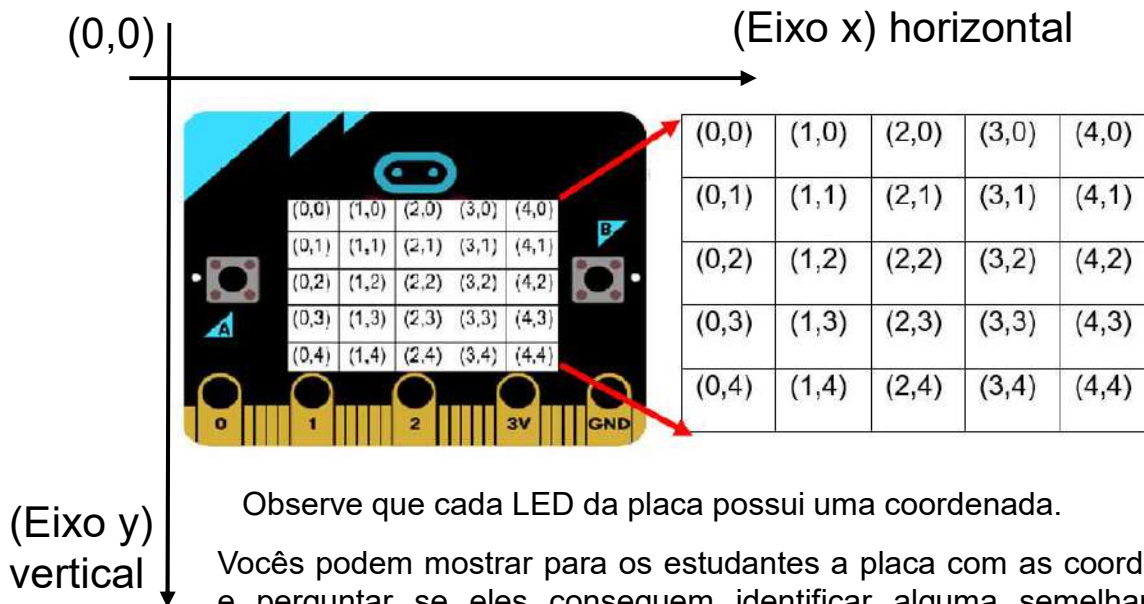 (0,0)
(Eixo x) horizontal
(0,0) (1,0) (2,0) (3,0) (4,0)
(0,1) (1,1) (2,1) (3,1) (4,1)
(0,2) (1,2) (2,2) (3,2) (4,2)
(0,3) (1,3) (2,3) (3,3) (4,3)
(0,4) (1,4) (2,4) (3,4) (4,4)
B
A
0 1 2 3V GND
(0,0) (1,0) (2,0) (3,0) (4,0)
(0,1) (1,1) (2,1) (3,1) (4,1)
(0,2) (1,2) (2,2) (3,2) (4,2)
(0,3) (1,3) (2,3) (3,3) (4,3)
(0,4) (1,4) (2,4) (3,4) (4,4)
(Eixo y)
vertical
Observe que cada LED da placa possui uma coordenada.
Vocês podem mostrar para os estudantes a placa com as coord
e perguntar se eles conseguem identificar alguma semelha